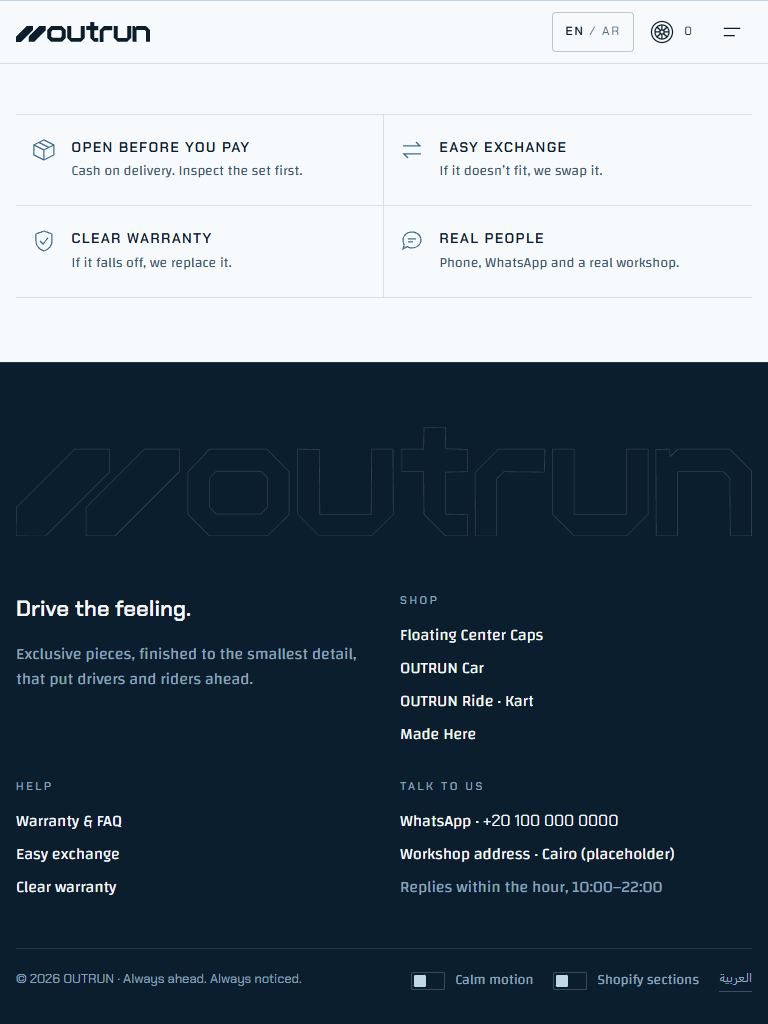 outrun
EN / AR
0
OPEN BEFORE YOU PAY
Cash on delivery. Inspect the set first.
EASY EXCHANGE
If it doesn't fit, we swap it.
CLEAR WARRANTY
If it falls off, we replace it.
REAL PEOPLE
Phone, WhatsApp and a real workshop.
outrun
Drive the feeling.
Exclusive pieces, finished to the smallest detail,
that put drivers and riders ahead.
SHOP
Floating Center Caps
OUTRUN Car
OUTRUN Ride · Kart
Made Here
HELP
Warranty & FAQ
Easy exchange
Clear warranty
TALK TO US
WhatsApp · +20 100 000 0000
Workshop address · Cairo (placeholder)
Replies within the hour, 10:00–22:00
© 2026 OUTRUN · Always ahead. Always noticed.
Calm motion
Shopify sections
العربية